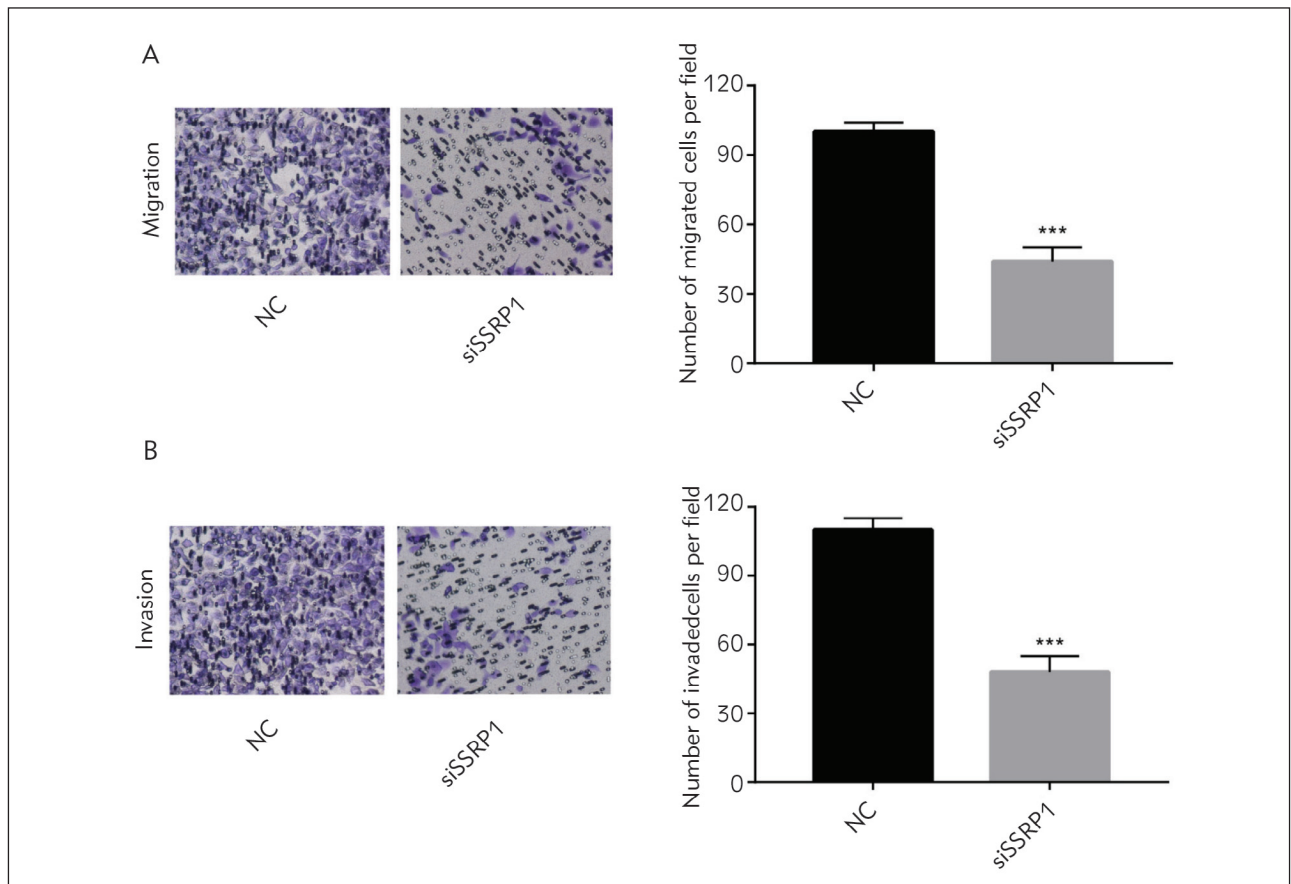 A
Migration
NC
siSSRP1
Number of migrated cells per field
120
90
60
30
0
***
NC
siSSRP1
B
Invasion
NC
siSSRP1
Number of invadedcells per field
120
90
60
30
0
***
NC
siSSRP1